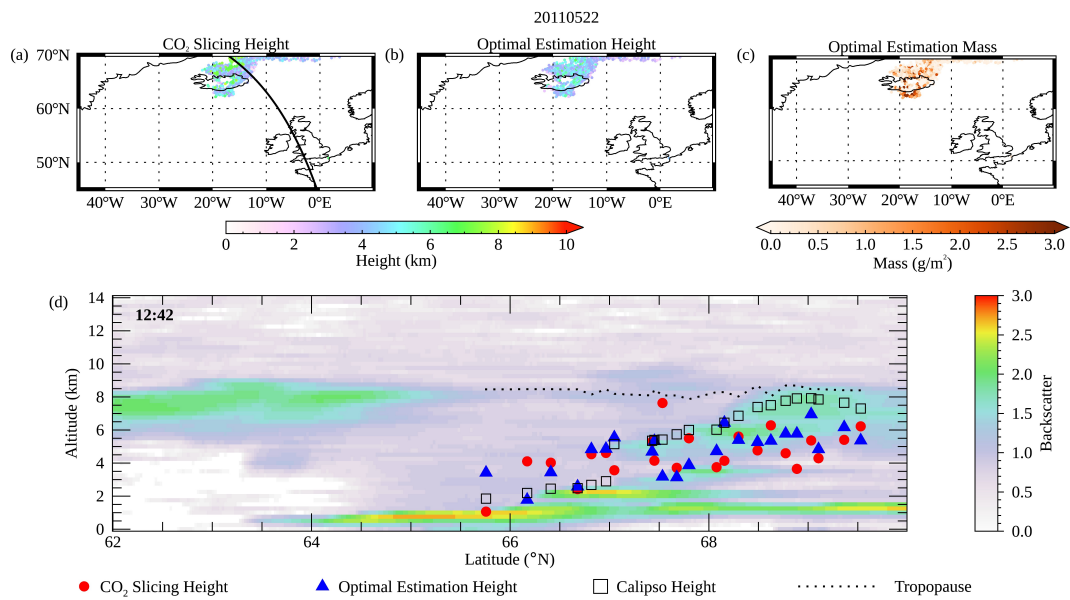 20110522
(a) CO₂ Slicing Height
(b) Optimal Estimation Height
(c) Optimal Estimation Mass
70°N
60°N
50°N
40°W 30°W 20°W 10°W 0°E
40°W 30°W 20°W 10°W 0°E
40°W 30°W 20°W 10°W 0°E
0 2 4 6 8 10
Height (km)
0.0 0.5 1.0 1.5 2.0 2.5 3.0
Mass (g/m²)
(d)
12:42
14
12
10
8
6
4
2
0
Altitude (km)
62 64 66 68
Latitude (°N)
3.0
2.5
2.0
1.5
1.0
0.5
0.0
Backscatter
CO₂ Slicing Height Optimal Estimation Height Calipso Height Tropopause